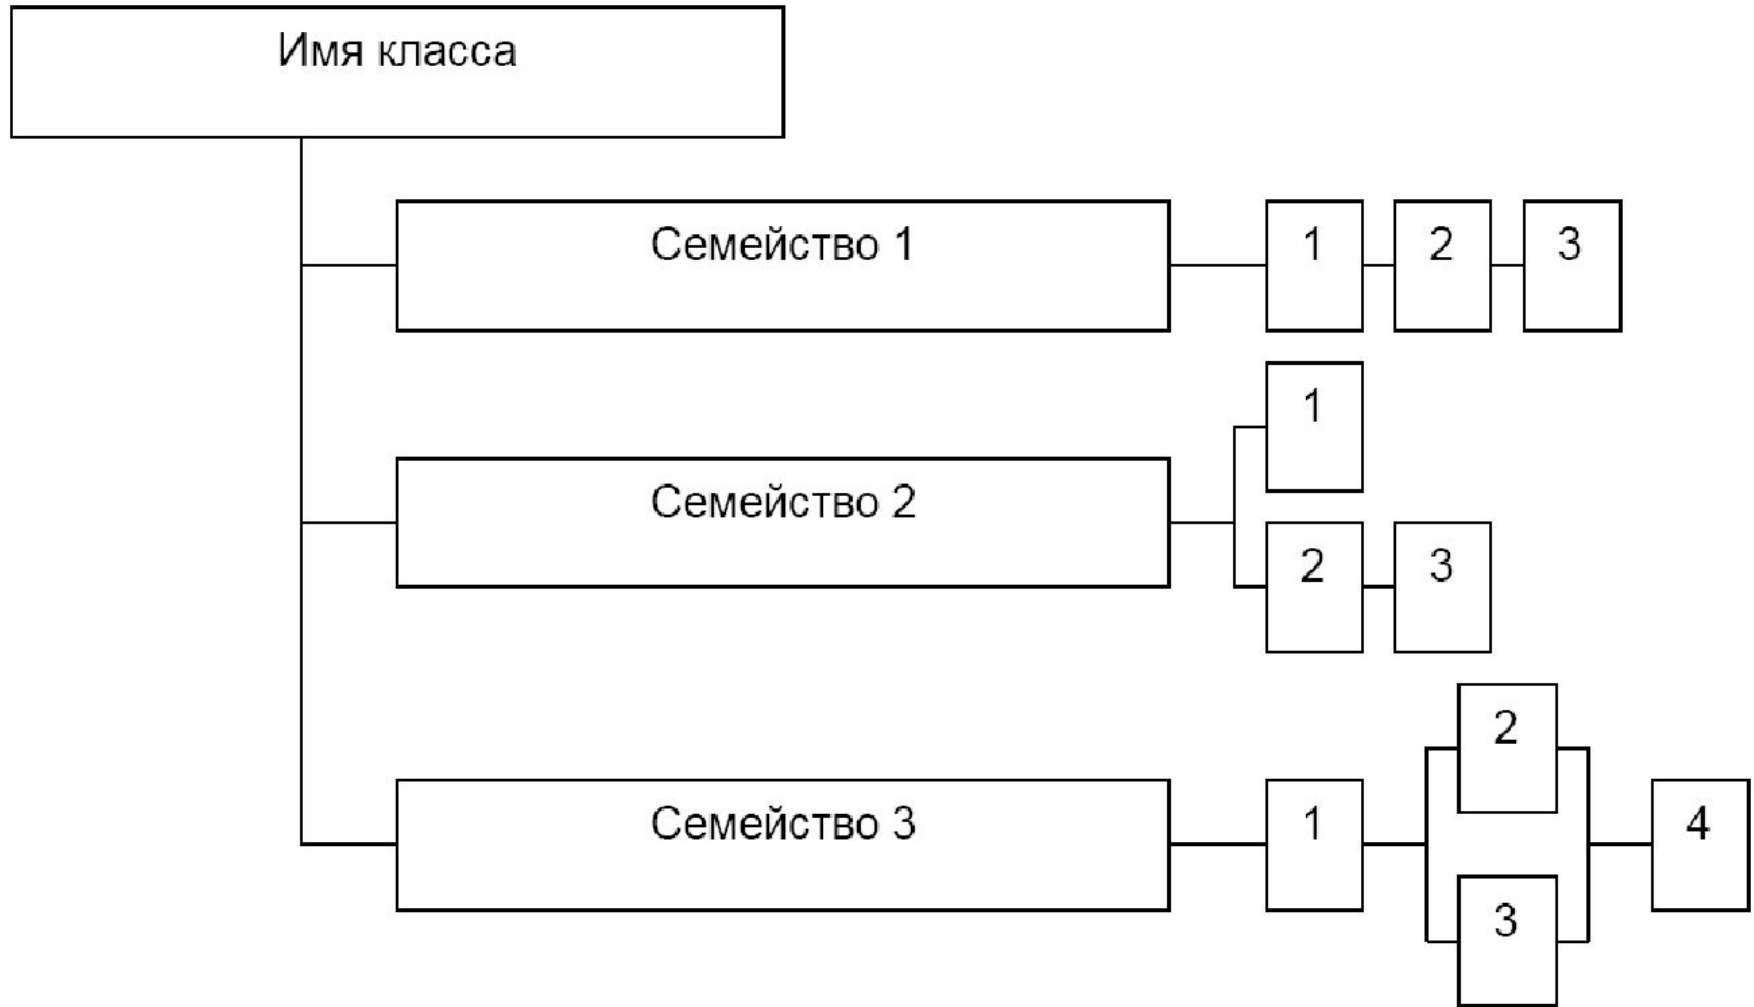 Имя класса
Семейство 1
1 2 3
1
Семейство 2
2 3
2
Семейство 3
1
4
3